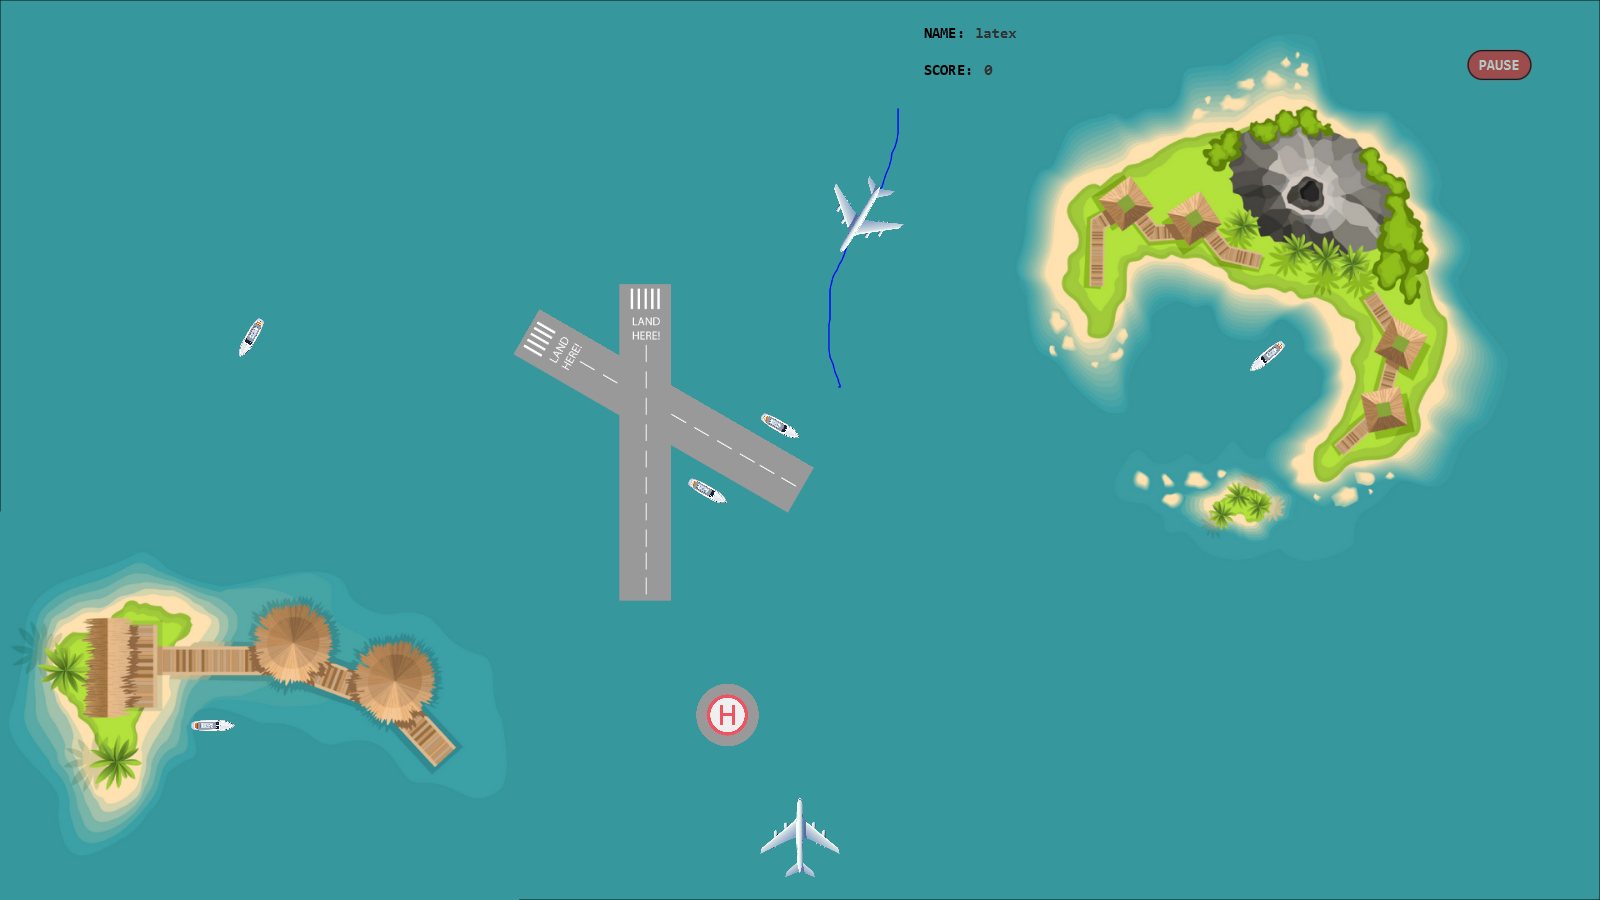 NAME: latex
SCORE: 0
PAUSE
LAND
HERE!
LAND
HERE!
H